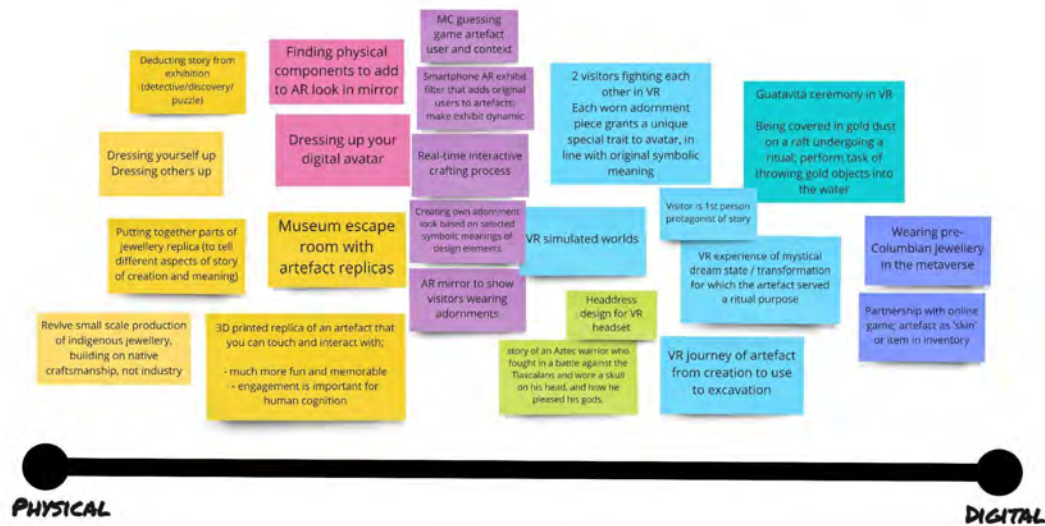 Deducting story from
exhibition
(detective/discovery/
puzzle)
Dressing yourself up
Dressing others up
Putting together parts of
jewellery replica (to tell
different aspects of story
of creation and meaning)
Revive small scale production
of indigenous jewellery,
building on native
craftsmanship, not industry
Finding physical
components to add
to AR look in mirror
Dressing up your
digital avatar
Museum escape
room with
artefact replicas
3D printed replica of an artefact that
you can touch and interact with;
- much more fun and memorable
- engagement is important for
human cognition
MC guessing
game artefact
user and context
Smartphone AR exhibit
filter that adds original
users to artefacts;
make exhibit dynamic
Real-time interactive
crafting process
Creating own adornment
look based on selected
symbolic meanings of
design elements
AR mirror to show
visitors wearing
adornments
2 visitors fighting each
other in VR
Each worn adornment
piece grants a unique
special trait to avatar, in
line with original symbolic
meaning
VR simulated worlds
Headdress
design for VR
headset
story of an Aztec warrior who
fought in a battle against the
Tlaxcalans and wore a skull
on his head, and how he
pleased his gods.
Guatavita ceremony in VR
Being covered in gold dust
on a raft undergoing a
ritual; perform task of
throwing gold objects into
the water
Visitor is 1st person
protagonist of story
VR experience of mystical
dream state / transformation
for which the artefact served
a ritual purpose
VR journey of artefact
from creation to use
to excavation
Wearing pre-
Columbian jewellery
in the metaverse
Partnership with online
game; artefact as 'skin'
or item in inventory
PHYSICAL
DIGITAL